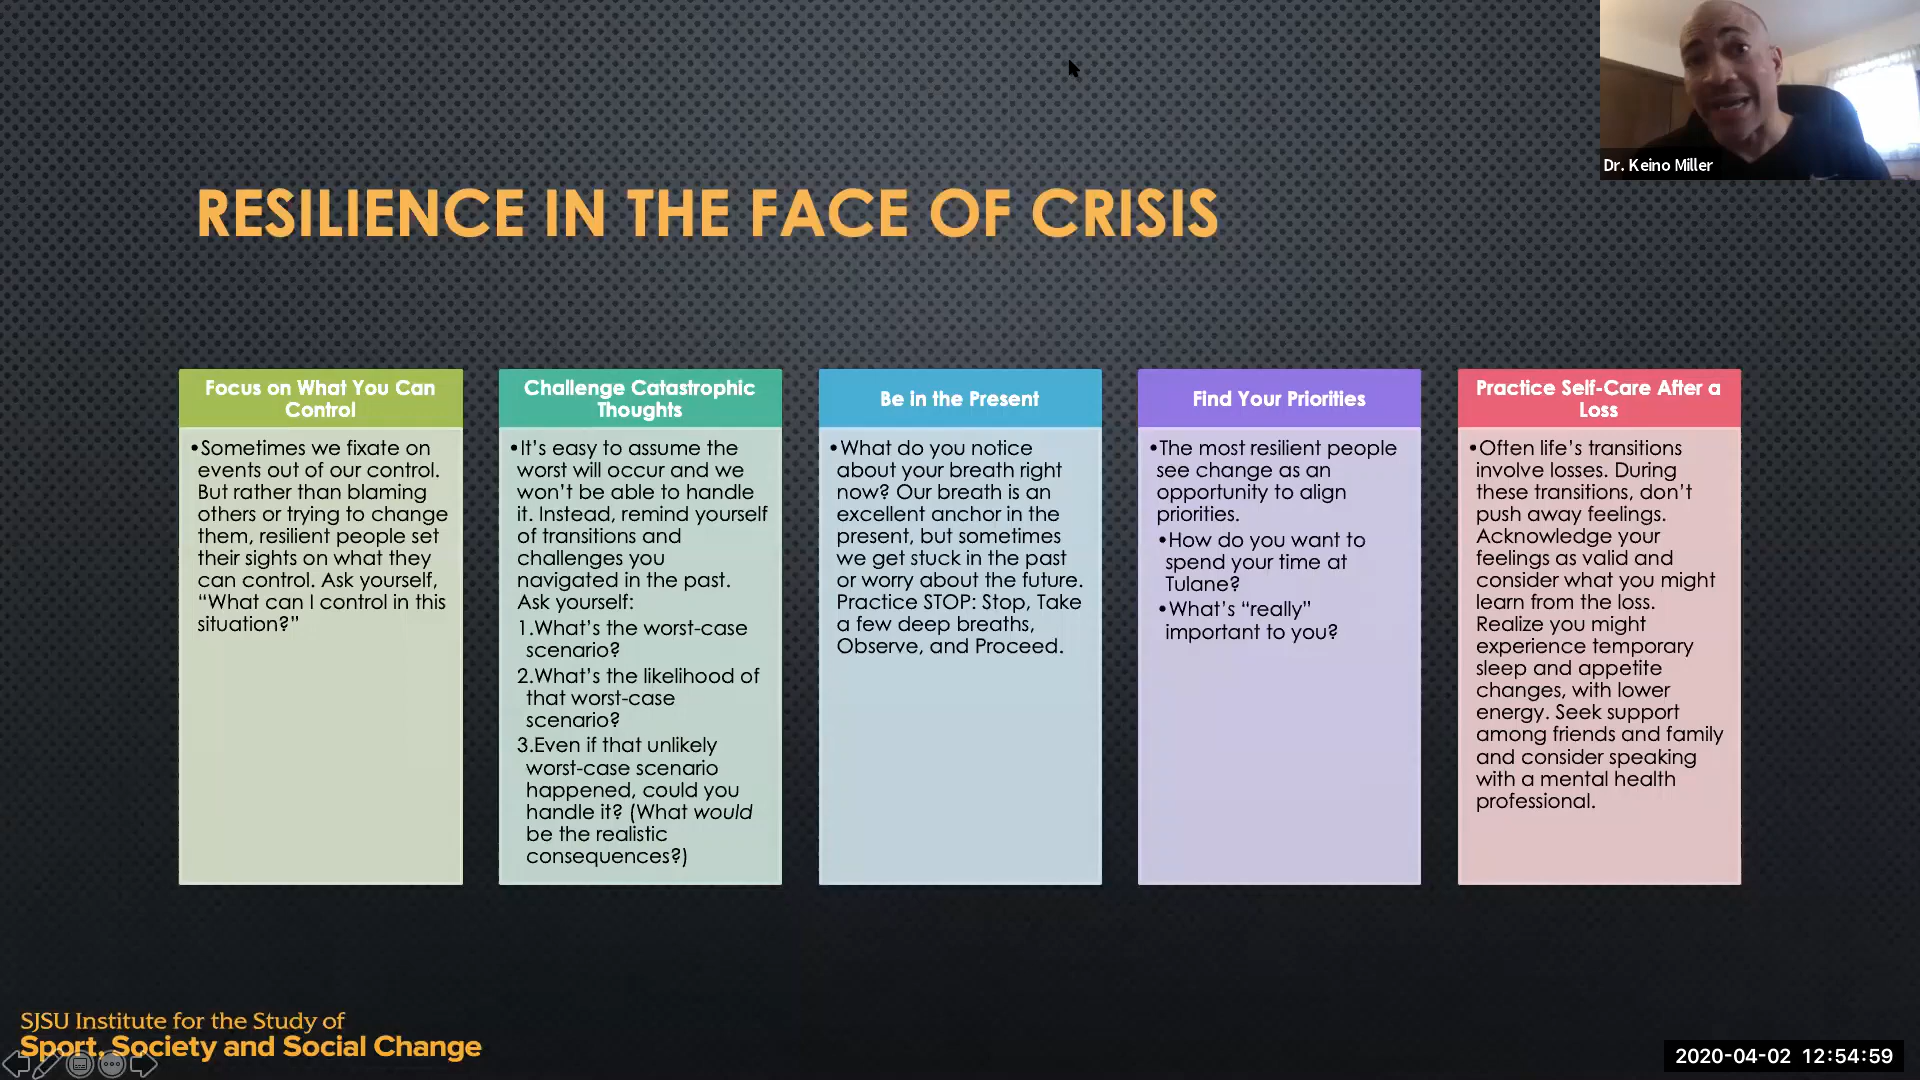 Dr. Keino Miller
RESILIENCE IN THE FACE OF CRISIS
Focus on What You Can
Control
•Sometimes we fixate on
events out of our control.
But rather than blaming
others or trying to change
them, resilient people set
their sights on what they
can control. Ask yourself,
“What can I control in this
situation?”
Challenge Catastrophic
Thoughts
•It’s easy to assume the
worst will occur and we
won’t be able to handle
it. Instead, remind yourself
of transitions and
challenges you
navigated in the past.
Ask yourself:
1.What’s the worst-case
scenario?
2.What’s the likelihood of
that worst-case
scenario?
3.Even if that unlikely
worst-case scenario
happened, could you
handle it? (What would
be the realistic
consequences?)
Be in the Present
•What do you notice
about your breath right
now? Our breath is an
excellent anchor in the
present, but sometimes
we get stuck in the past
or worry about the future.
Practice STOP: Stop, Take
a few deep breaths,
Observe, and Proceed.
Find Your Priorities
•The most resilient people
see change as an
opportunity to align
priorities.
•How do you want to
spend your time at
Tulane?
•What’s “really”
important to you?
Practice Self-Care After a
Loss
•Often life’s transitions
involve losses. During
these transitions, don’t
push away feelings.
Acknowledge your
feelings as valid and
consider what you might
learn from the loss.
Realize you might
experience temporary
sleep and appetite
changes, with lower
energy. Seek support
among friends and family
and consider speaking
with a mental health
professional.
SJSU Institute for the Study of
Sport, Society and Social Change
2020-04-02 12:54:59